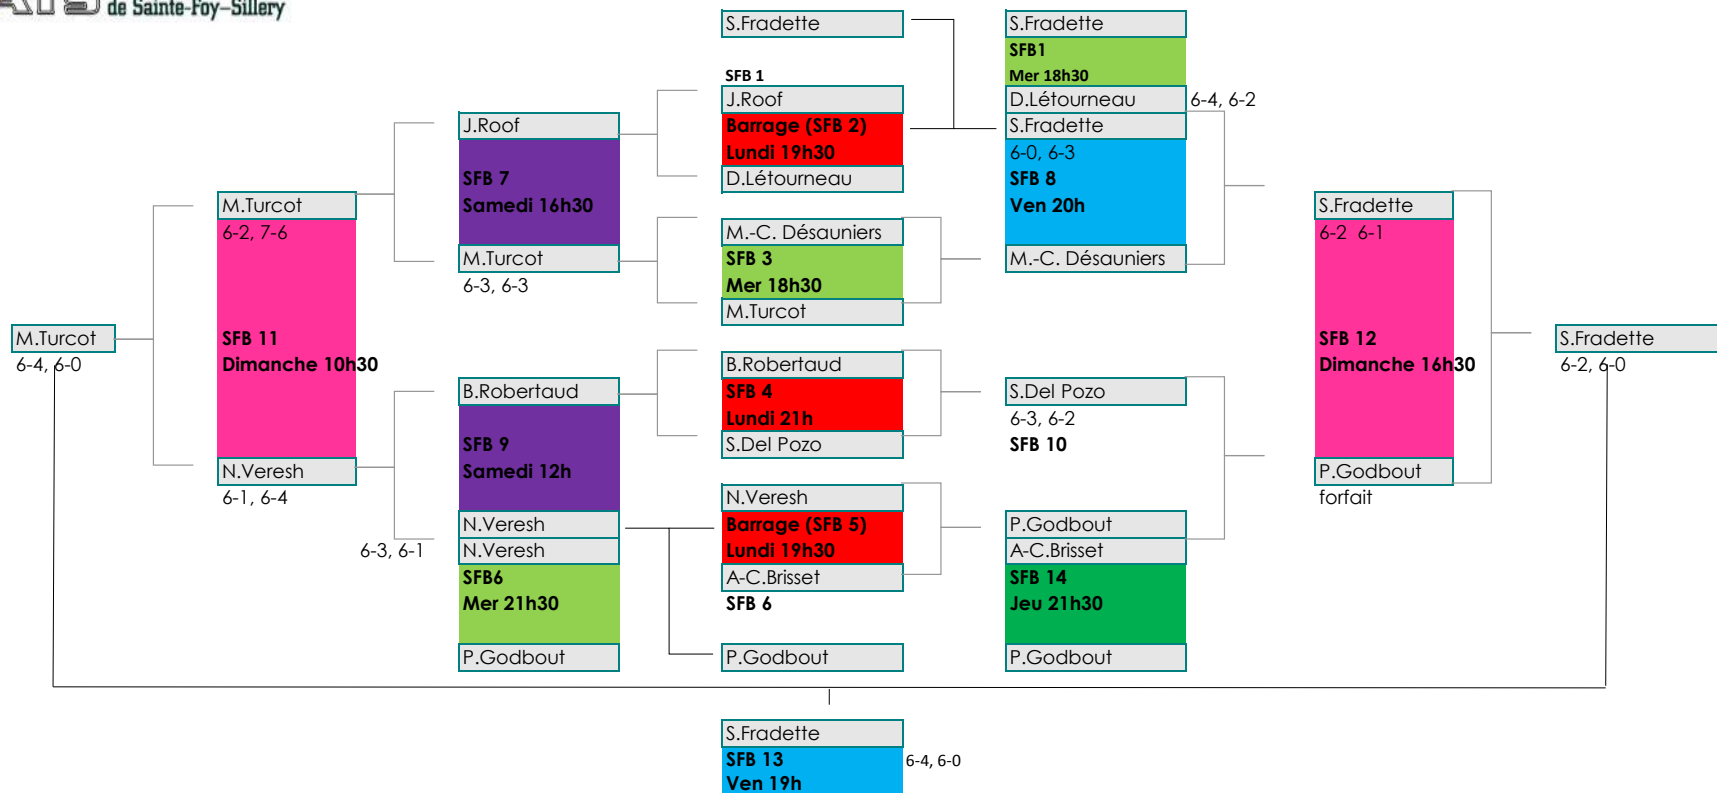 de Sainte-Foy-Sillery
M.Turcot
6-4, 6-0
M.Turcot
6-2, 7-6
SFB 11
Dimanche 10h30
N.Veresh
6-1, 6-4
J.Roof
SFB 7
Samedi 16h30
M.Turcot
6-3, 6-3
B.Robertaud
SFB 9
Samedi 12h
N.Veresh
6-3, 6-1
N.Veresh
SFB6
Mer 21h30
P.Godbout
S.Fradette
SFB 1
J.Roof
Barrage (SFB 2)
Lundi 19h30
D.Létourneau
M.-C. Désauniers
SFB 3
Mer 18h30
M.Turcot
B.Robertaud
SFB 4
Lundi 21h
S.Del Pozo
N.Veresh
Barrage (SFB 5)
Lundi 19h30
A-C.Brisset
SFB 6
P.Godbout
S.Fradette
SFB1
Mer 18h30
D.Létourneau
6-4, 6-2
S.Fradette
6-0, 6-3
SFB 8
Ven 20h
M.-C. Désauniers
S.Del Pozo
6-3, 6-2
SFB 10
P.Godbout
A-C.Brisset
SFB 14
Jeu 21h30
P.Godbout
S.Fradette
6-2 6-1
SFB 12
Dimanche 16h30
P.Godbout
forfait
S.Fradette
6-2, 6-0
S.Fradette
SFB 13
6-4, 6-0
Ven 19h